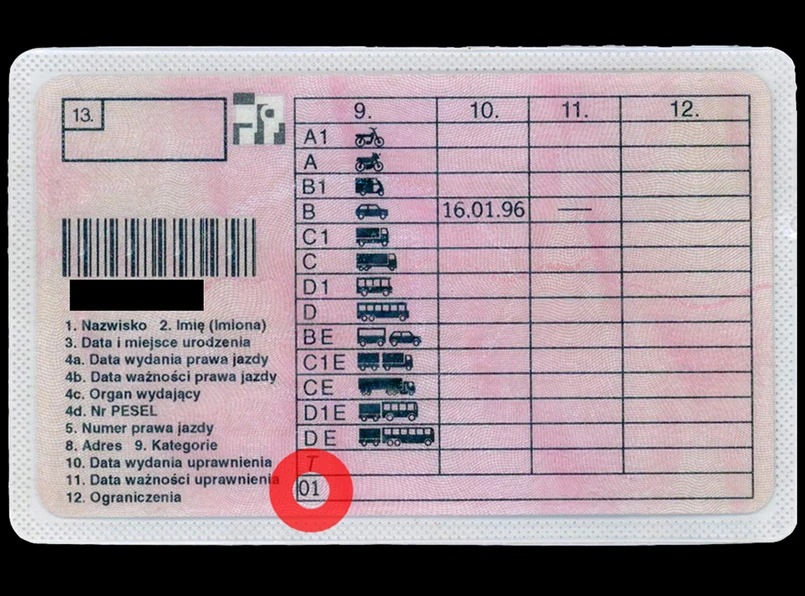 13.
1. Nazwisko 2. Imię (Imiona)
3. Data i miejsce urodzenia
4a. Data wydania prawa jazdy
4b. Data ważności prawa jazdy
4c. Organ wydający
4d. Nr PESEL
5. Numer prawa jazdy
8. Adres 9. Kategorie
10. Data wydania uprawnienia
11. Data ważności uprawnienia
12. Ograniczenia
9. 10. 11. 12.
A1
A
B1
B 16.01.96 —
C1
C
D1
D
BE
C1E
CE
D1E
DE
T
01